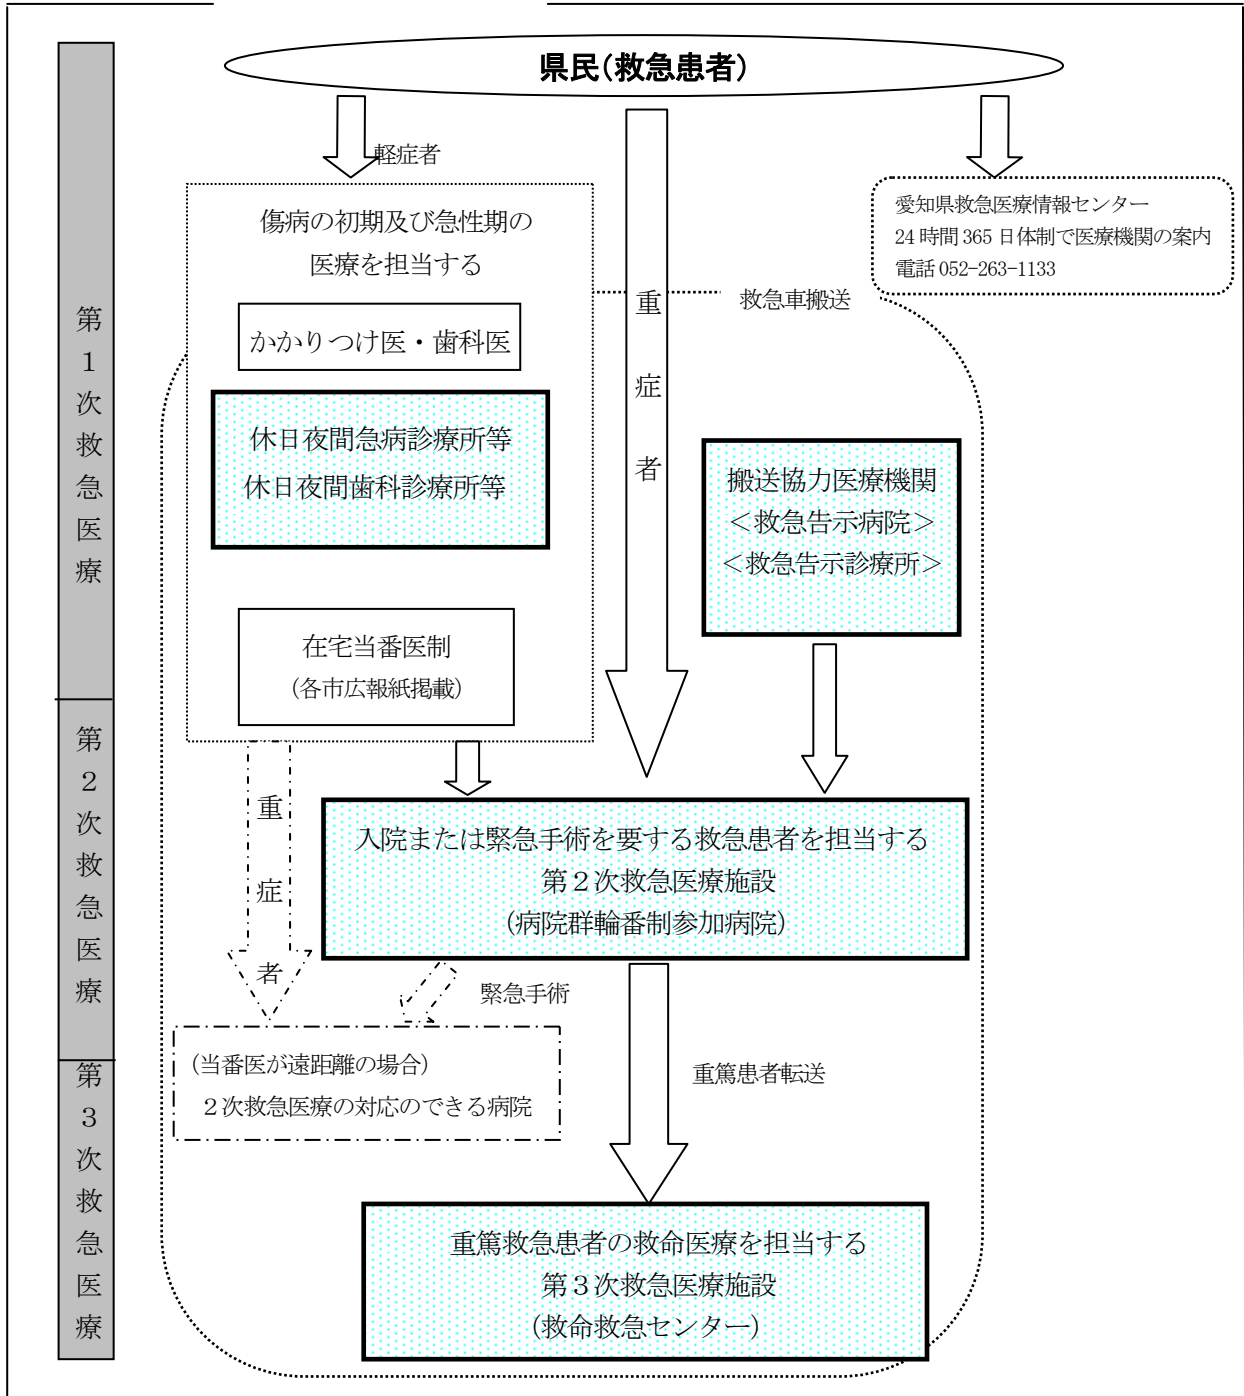 県民(救急患者)
軽症者
傷病の初期及び急性期の
医療を担当する
かかりつけ医・歯科医
休日夜間急病診療所等
休日夜間歯科診療所等
在宅当番医制
(各市広報紙掲載)
重症者
愛知県救急医療情報センター
24時間365日体制で医療機関の案内
電話052-263-1133
救急車搬送
搬送協力医療機関
<救急告示病院>
<救急告示診療所>
第1次救急医療
第2次救急医療
第3次救急医療
重症者
入院または緊急手術を要する救急患者を担当する
第2次救急医療施設
(病院群輪番制参加病院)
緊急手術
(当番医が遠距離の場合)
2次救急医療の対応のできる病院
重篤患者転送
重篤救急患者の救命医療を担当する
第3次救急医療施設
(救命救急センター)